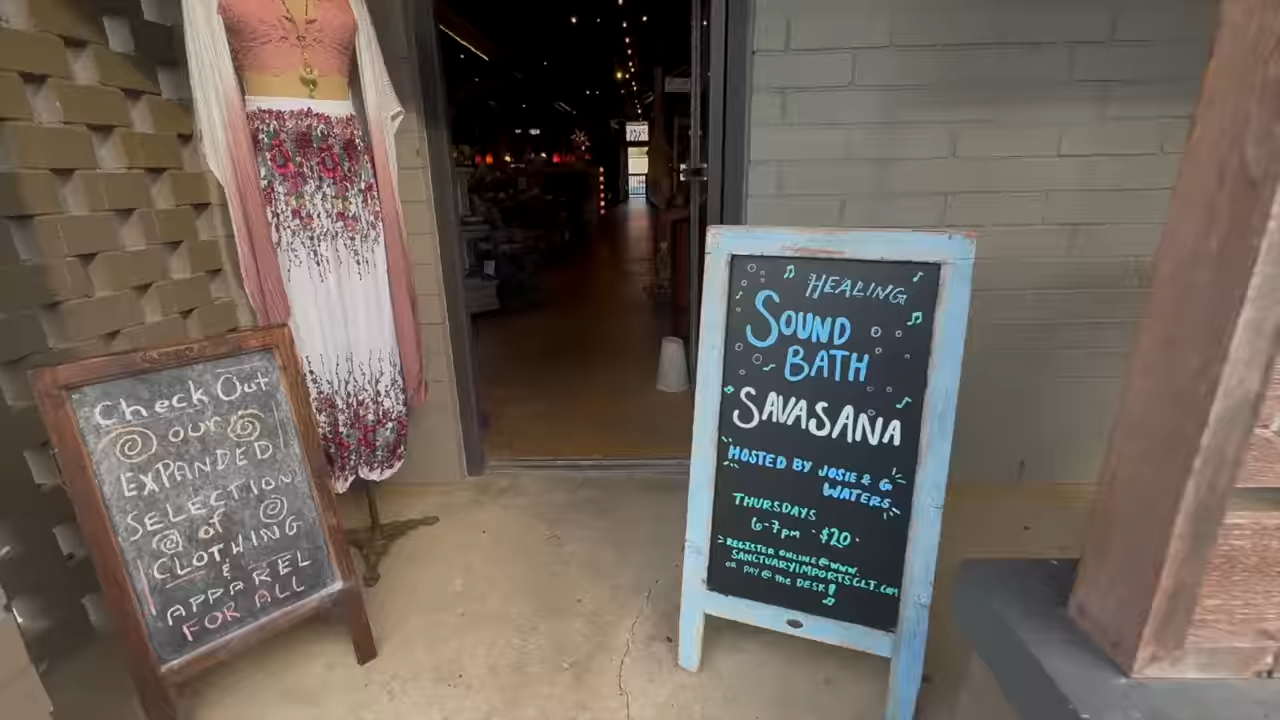 Check Out
our
EXPANDED
SELECTION
of
CLOTHING
&
APPAREL
FOR ALL
HEALING
SOUND
BATH
SAVASANA
HOSTED BY JOSIE & G
WATERS
THURSDAYS
6-7pm · $20 ·
> REGISTER ONLINE @ www.
SANCTUARYIMPORTSCLT.com
OR PAY @ the DESK!